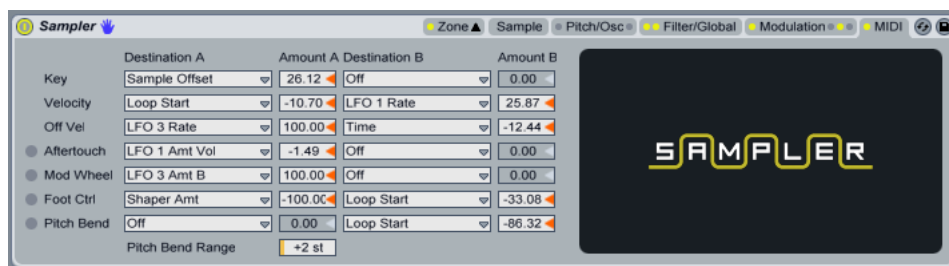 Sampler Zone Sample Pitch/Osc Filter/Global Modulation MIDI
Destination A Amount A Destination B Amount B
Key Sample Offset 26.12 Off 0.00
Velocity Loop Start -10.70 LFO 1 Rate 25.87
Off Vel LFO 3 Rate 100.00 Time -12.44
Aftertouch LFO 1 Amt Vol -1.49 Off 0.00
Mod Wheel LFO 3 Amt B 100.00 Off 0.00
Foot Ctrl Shaper Amt -100.00 Loop Start -33.08
Pitch Bend Off 0.00 Loop Start -86.32
Pitch Bend Range +2 st
SAMPLER